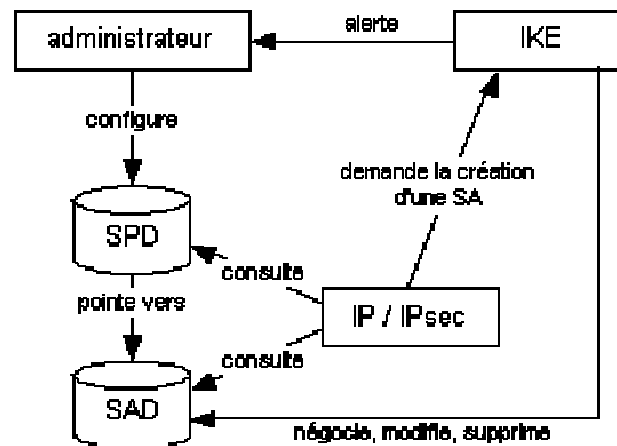 administrateur
alerte
IKE
configure
demande la création
d'une SA
SPD
consulte
pointe vers
IP / IPsec
consulte
SAD
négocie, modifie, supprime